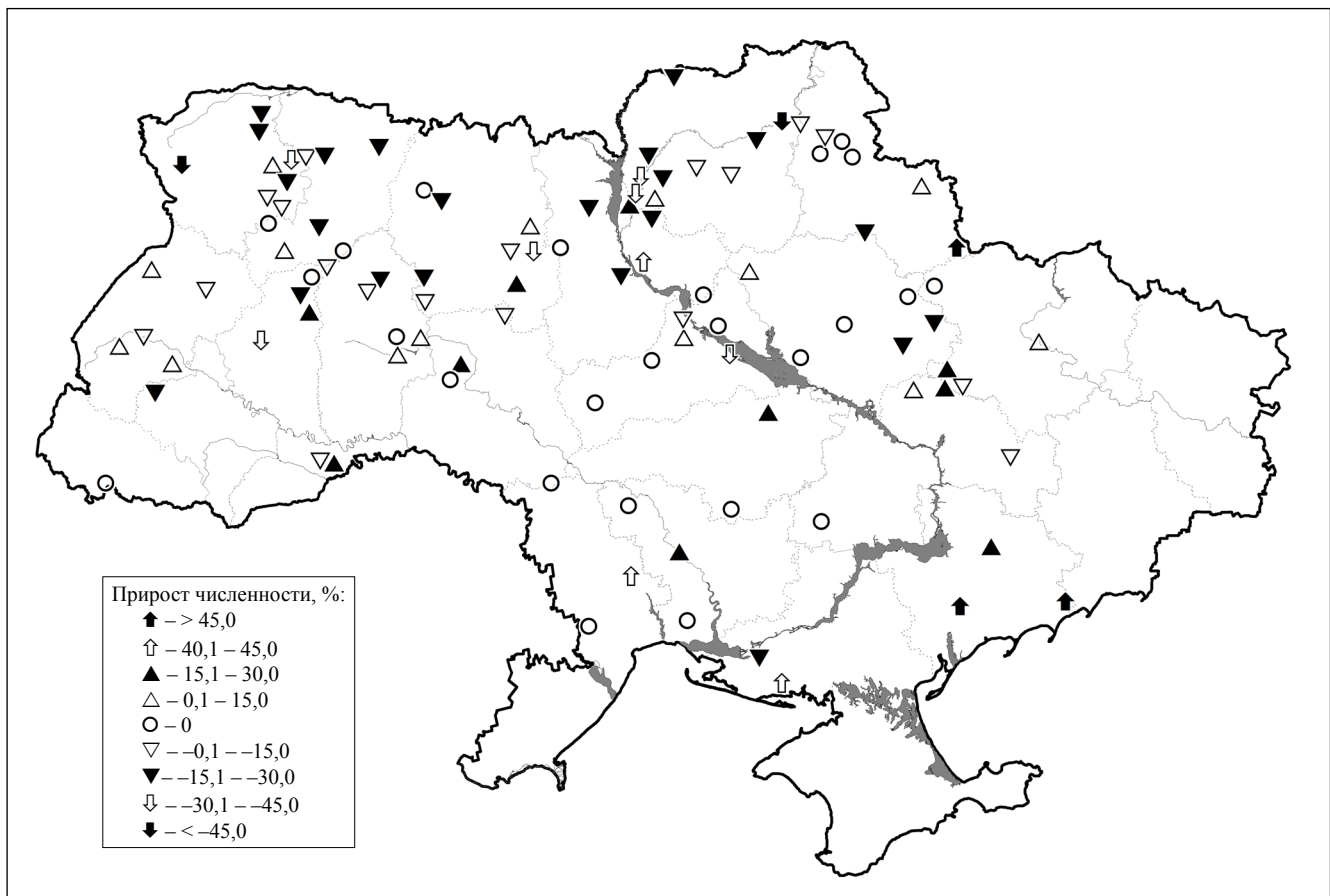 Прирост численности, %:
– > 45,0
– 40,1 – 45,0
– 15,1 – 30,0
– 0,1 – 15,0
– 0
– –0,1 – –15,0
– –15,1 – –30,0
– –30,1 – –45,0
– < –45,0